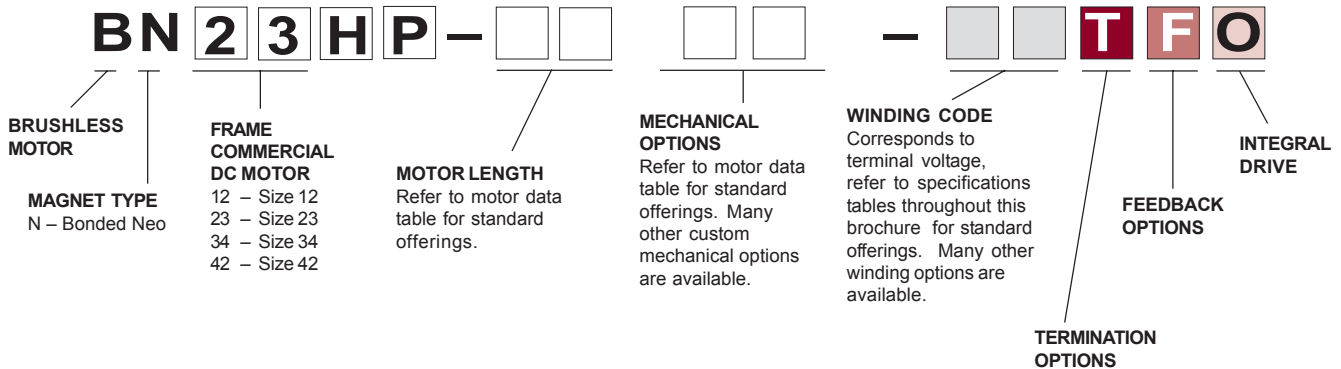 BN23HP– – TFO
BRUSHLESS
MOTOR
MAGNET TYPE
N – Bonded Neo
FRAME
COMMERCIAL
DC MOTOR
12 – Size 12
23 – Size 23
34 – Size 34
42 – Size 42
MOTOR LENGTH
Refer to motor data
table for standard
offerings.
MECHANICAL
OPTIONS
Refer to motor data
table for standard
offerings. Many
other custom
mechanical options
are available.
WINDING CODE
Corresponds to
terminal voltage,
refer to specifications
tables throughout this
brochure for standard
offerings. Many other
winding options are
available.
TERMINATION
OPTIONS
FEEDBACK
OPTIONS
INTEGRAL
DRIVE